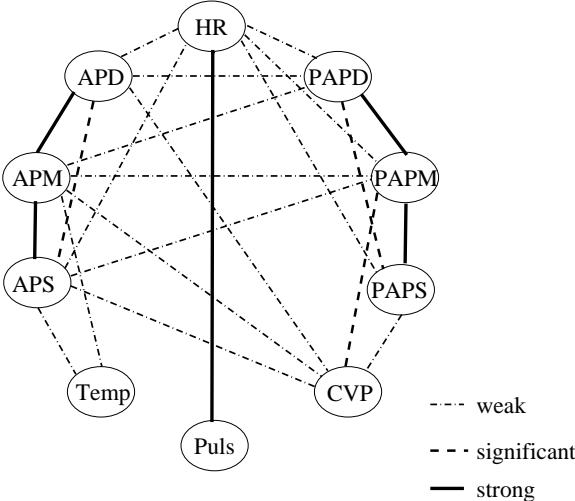 HR
APD
PAPD
APM
PAPM
APS
PAPS
Temp
CVP
Puls
weak
significant
strong